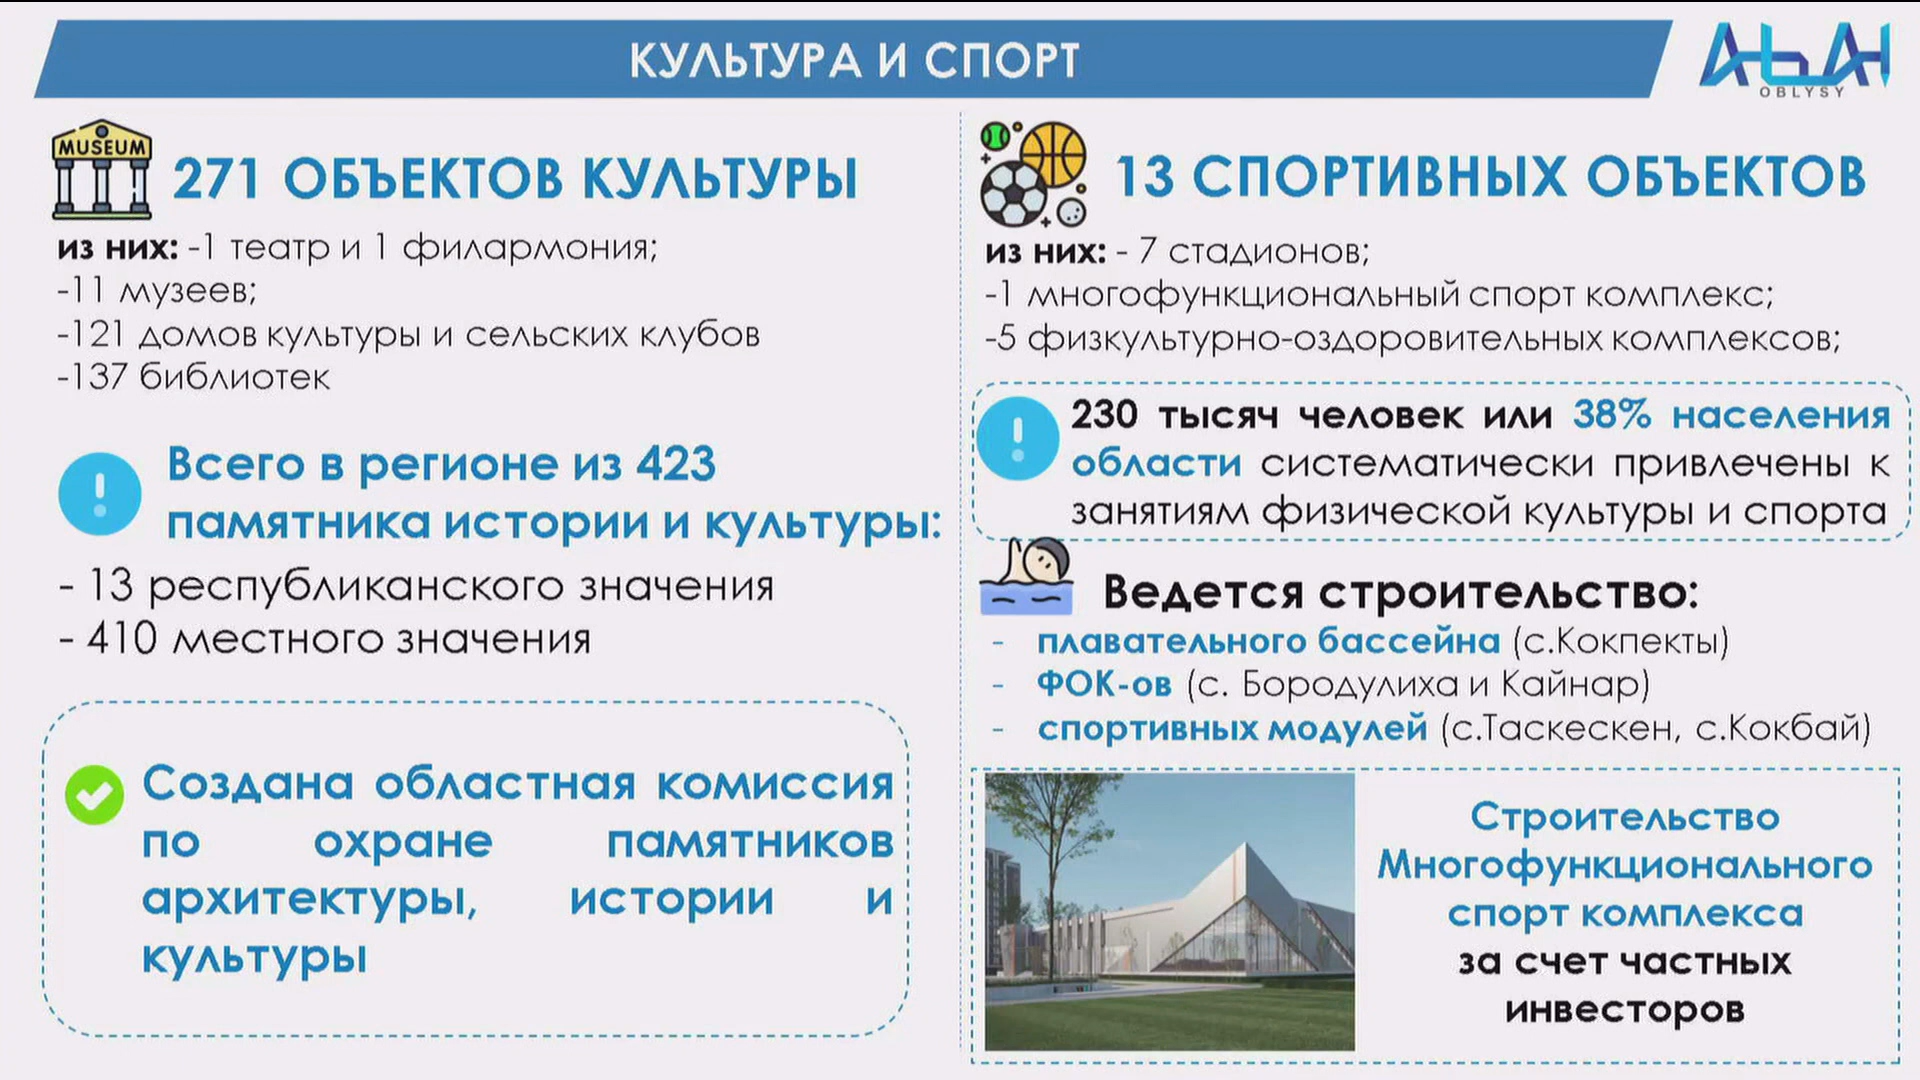 КУЛЬТУРА И СПОРТ
АБАЙ
OBLYSY
MUSEUM
271 ОБЪЕКТОВ КУЛЬТУРЫ
из них: -1 театр и 1 филармония;
-11 музеев;
-121 домов культуры и сельских клубов
-137 библиотек
Всего в регионе из 423
памятника истории и культуры:
- 13 республиканского значения
- 410 местного значения
Создана областная комиссия
по охране памятников
архитектуры, истории и
культуры
13 СПОРТИВНЫХ ОБЪЕКТОВ
из них: - 7 стадионов;
-1 многофункциональный спорт комплекс;
-5 физкультурно-оздоровительных комплексов;
230 тысяч человек или 38% населения
области систематически привлечены к
занятиям физической культуры и спорта
Ведется строительство:
- плавательного бассейна (с.Кокпекты)
- ФОК-ов (с. Бородулиха и Кайнар)
- спортивных модулей (с.Таскескен, с.Кокбай)
Строительство
Многофункционального
спорт комплекса
за счет частных
инвесторов